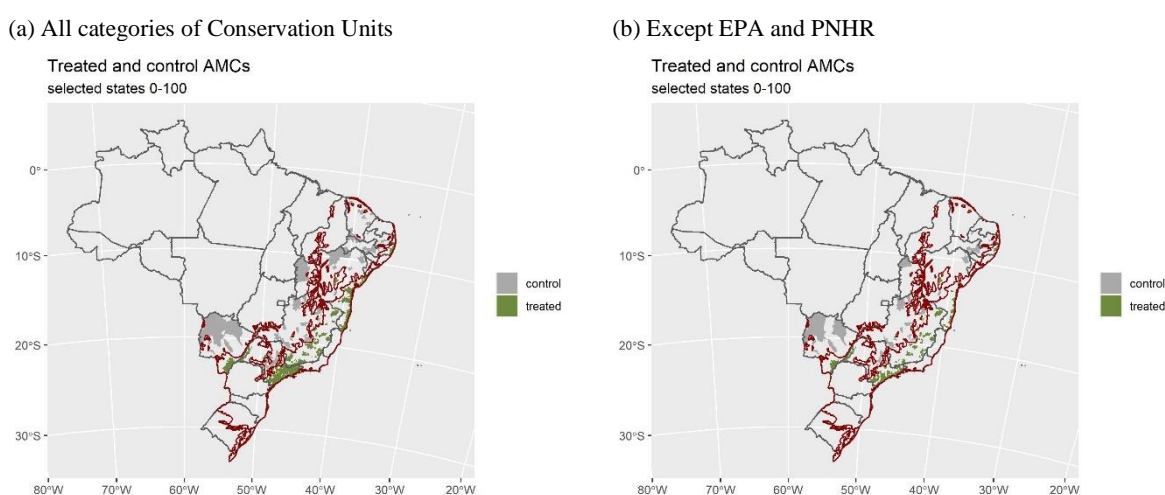 (a) All categories of Conservation Units
Treated and control AMCs
selected states 0-100
0°
10°S
20°S
30°S
80°W 70°W 60°W 50°W 40°W 30°W 20°W
control
treated
(b) Except EPA and PNHR
Treated and control AMCs
selected states 0-100
0°
10°S
20°S
30°S
80°W 70°W 60°W 50°W 40°W 30°W 20°W
control
treated